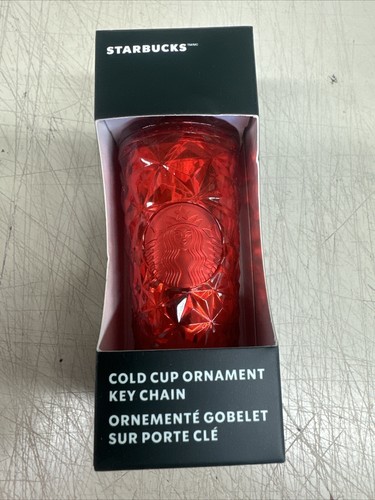 STARBUCKS
COLD CUP ORNAMENT
KEY CHAIN
ORNEMENTÉ GOBELET
SUR PORTE CLÉ